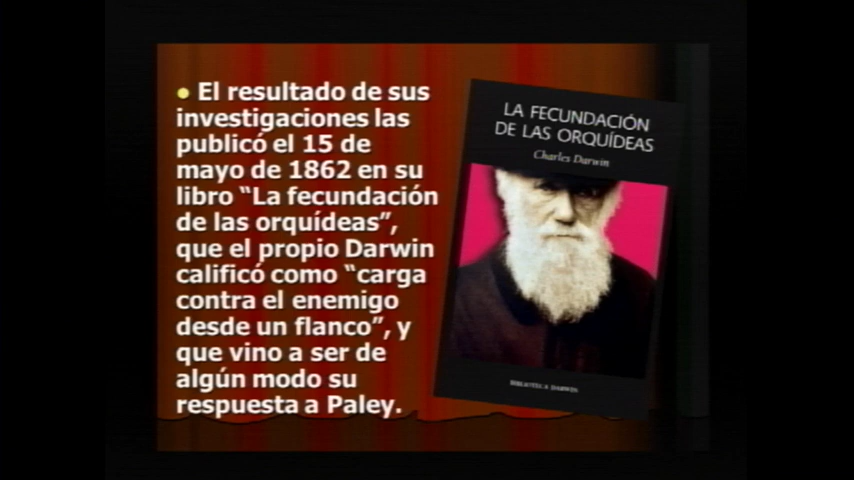 ● El resultado de sus
investigaciones las
publicó el 15 de
mayo de 1862 en su
libro “La fecundación
de las orquídeas”,
que el propio Darwin
calificó como “carga
contra el enemigo
desde un flanco”, y
que vino a ser de
algún modo su
respuesta a Paley.
LA FECUNDACIÓN
DE LAS ORQUÍDEAS
Charles Darwin
BIBLIOTECA DARWIN